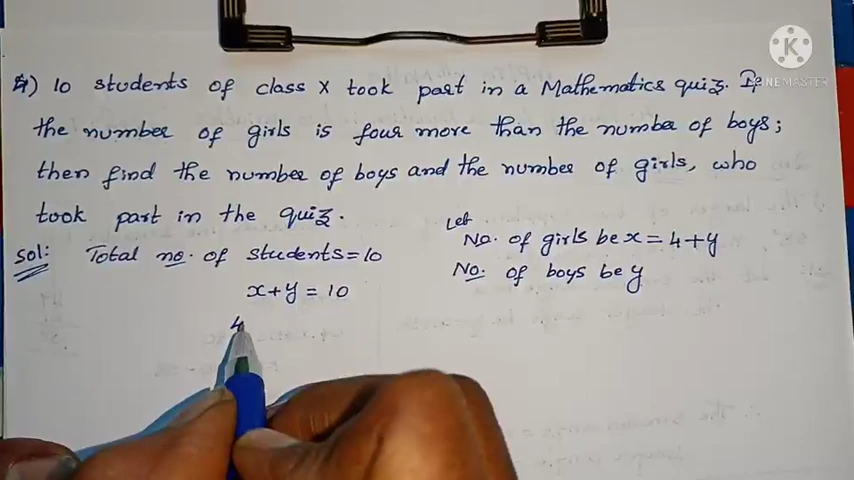 Q) 10 students of class X took part in a Mathematics quiz. If
the number of girls is four more than the number of boys;
then find the number of boys and the number of girls, who
took part in the quiz.
Sol: Total no. of students = 10
x + y = 10
4
Let
No. of girls be x = 4 + y
No. of boys be y
K
KINEMASTER